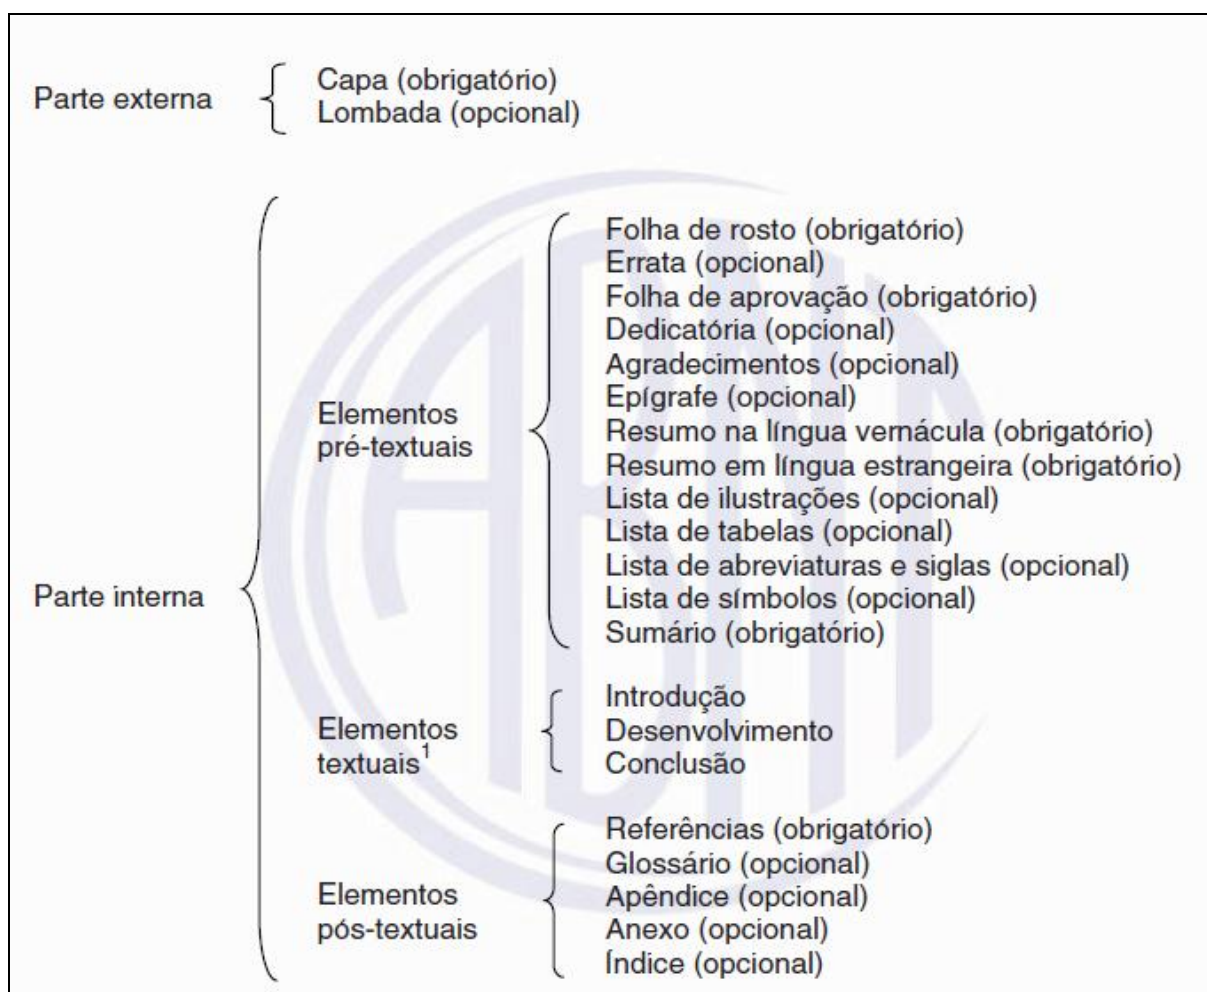 Parte externa
Capa (obrigatório)
Lombada (opcional)
Parte interna
Elementos
pré-textuais
Folha de rosto (obrigatório)
Errata (opcional)
Folha de aprovação (obrigatório)
Dedicatória (opcional)
Agradecimentos (opcional)
Epígrafe (opcional)
Resumo na língua vernácula (obrigatório)
Resumo em língua estrangeira (obrigatório)
Lista de ilustrações (opcional)
Lista de tabelas (opcional)
Lista de abreviaturas e siglas (opcional)
Lista de símbolos (opcional)
Sumário (obrigatório)
Elementos
textuais¹
Introdução
Desenvolvimento
Conclusão
Elementos
pós-textuais
Referências (obrigatório)
Glossário (opcional)
Apêndice (opcional)
Anexo (opcional)
Índice (opcional)
ABNT